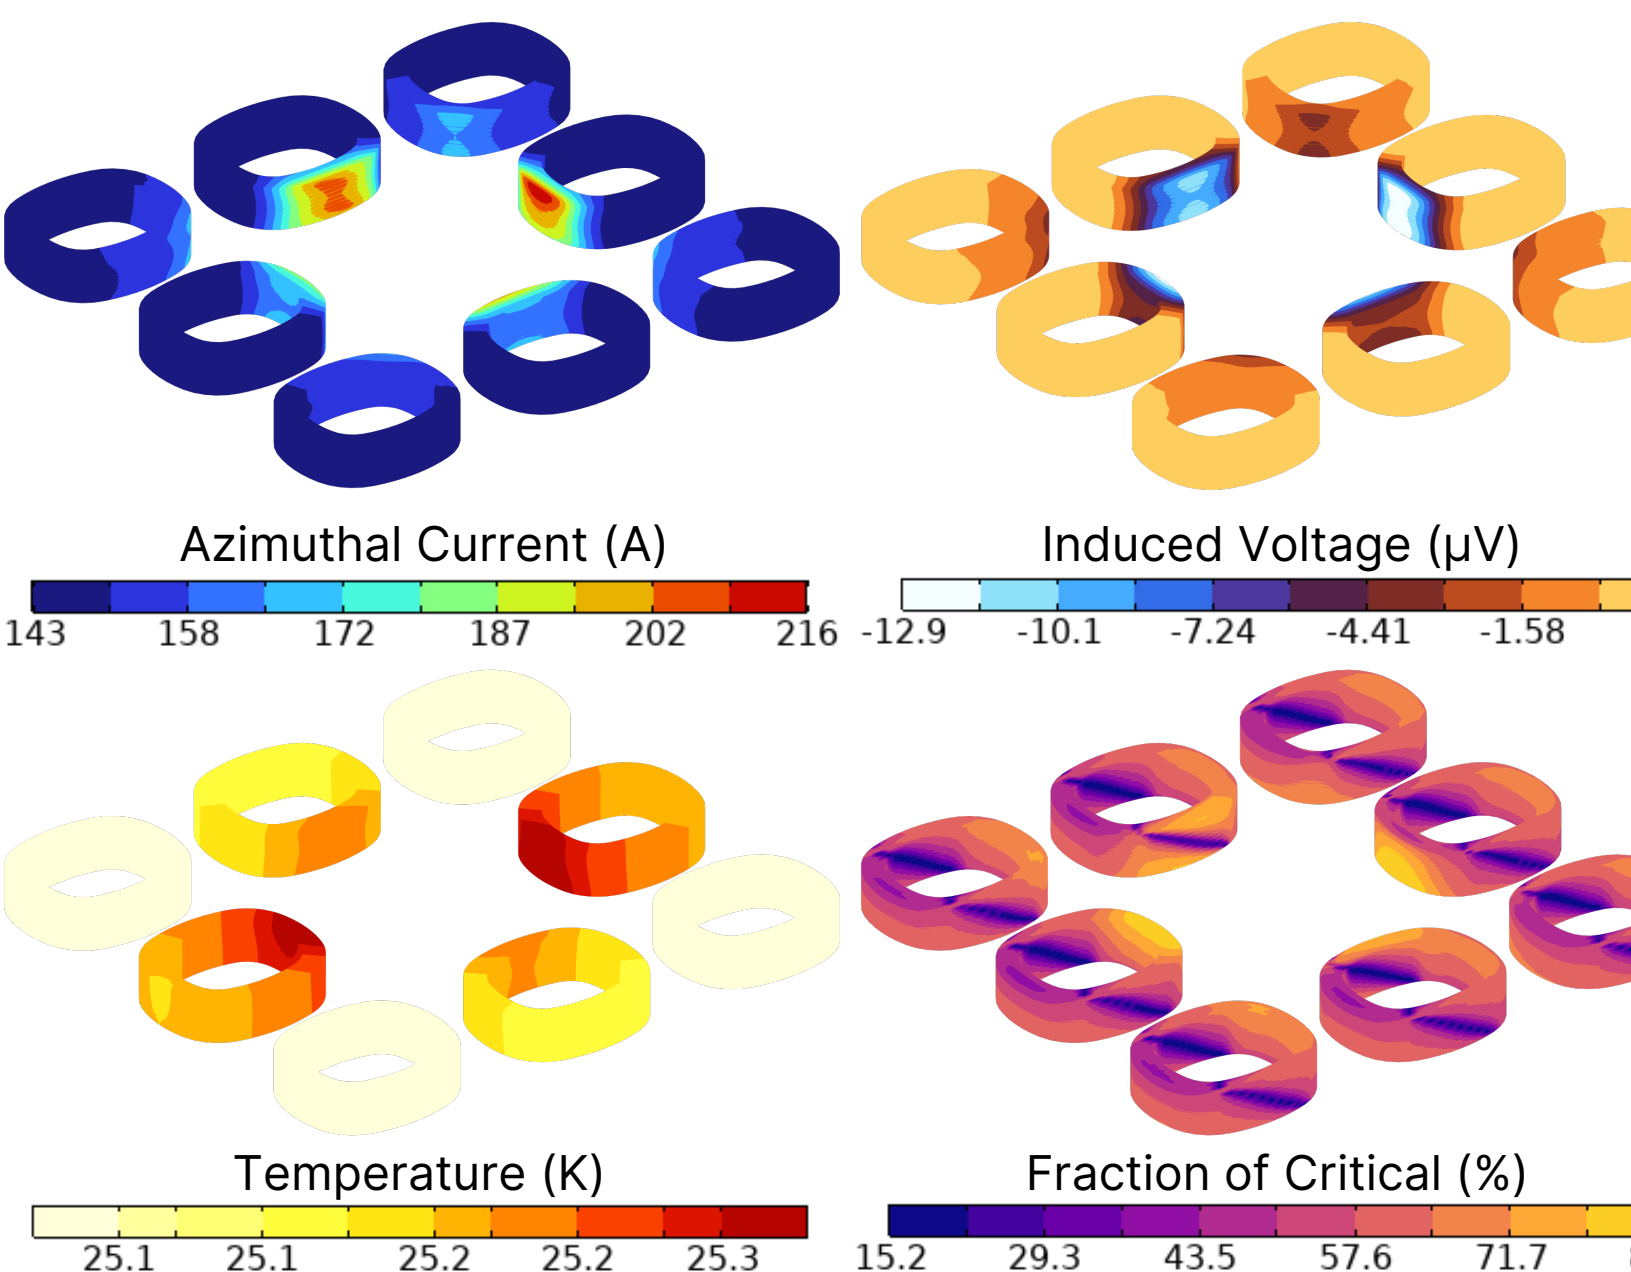 Azimuthal Current (A)
143 158 172 187 202 216
Induced Voltage (µV)
-12.9 -10.1 -7.24 -4.41 -1.58
Temperature (K)
25.1 25.1 25.2 25.2 25.3
Fraction of Critical (%)
15.2 29.3 43.5 57.6 71.7